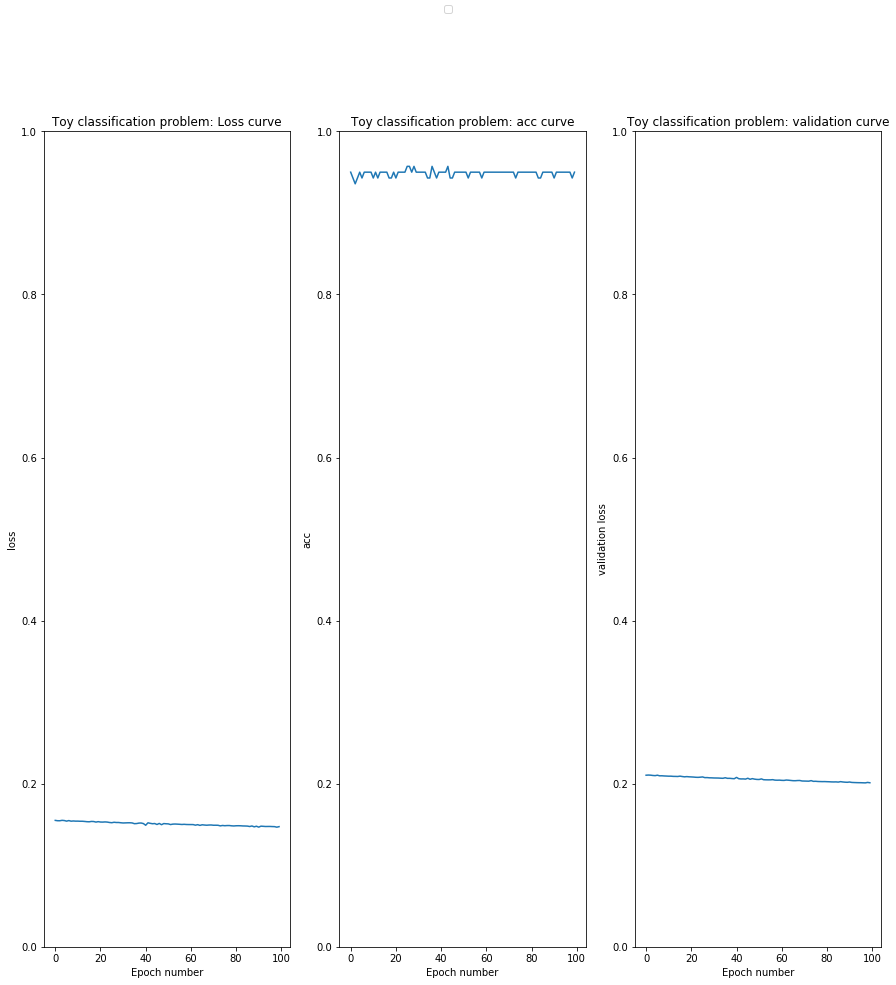 Toy classification problem: Loss curve
1.0
0.8
0.6
0.4
0.2
0.0
loss
0 20 40 60 80 100
Epoch number
Toy classification problem: acc curve
1.0
0.8
0.6
0.4
0.2
0.0
acc
0 20 40 60 80 100
Epoch number
Toy classification problem: validation curve
1.0
0.8
0.6
0.4
0.2
0.0
validation loss
0 20 40 60 80 100
Epoch number